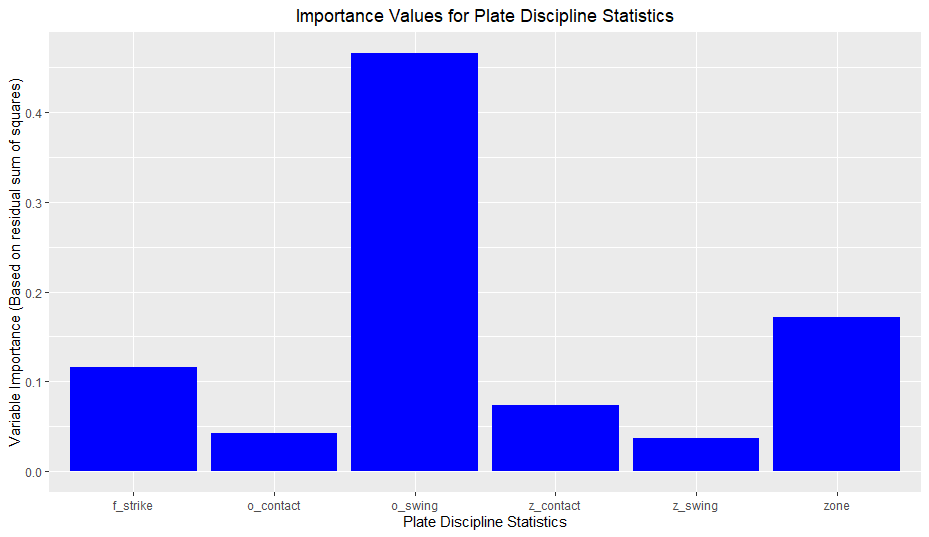 Importance Values for Plate Discipline Statistics
Variable Importance (Based on residual sum of squares)
0.4
0.3
0.2
0.1
0.0
f_strike
o_contact
o_swing
z_contact
z_swing
zone
Plate Discipline Statistics